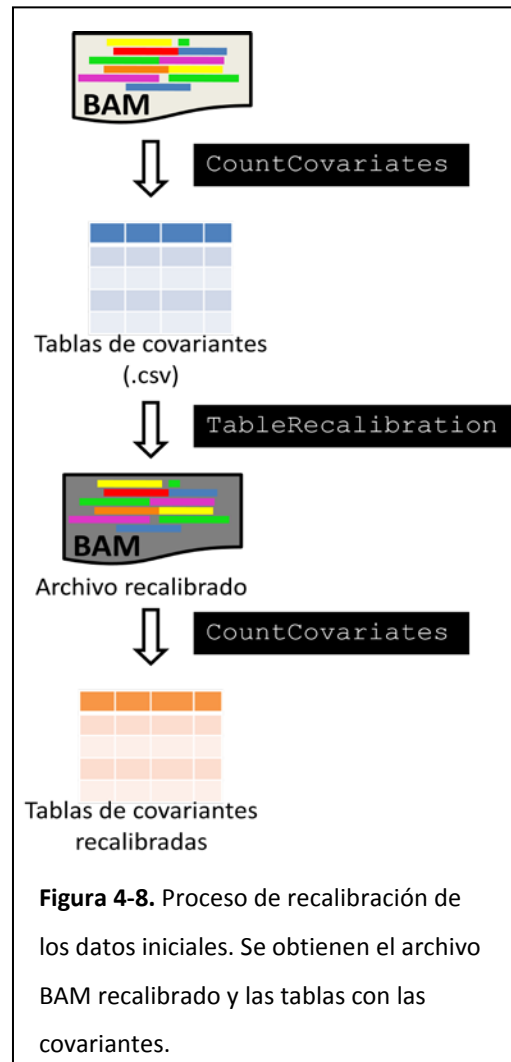 BAM
CountCovariates
Tablas de covariantes
(.csv)
TableRecalibration
BAM
Archivo recalibrado
CountCovariates
Tablas de covariantes
recalibradas
Figura 4-8. Proceso de recalibración de
los datos iniciales. Se obtienen el archivo
BAM recalibrado y las tablas con las
covariantes.